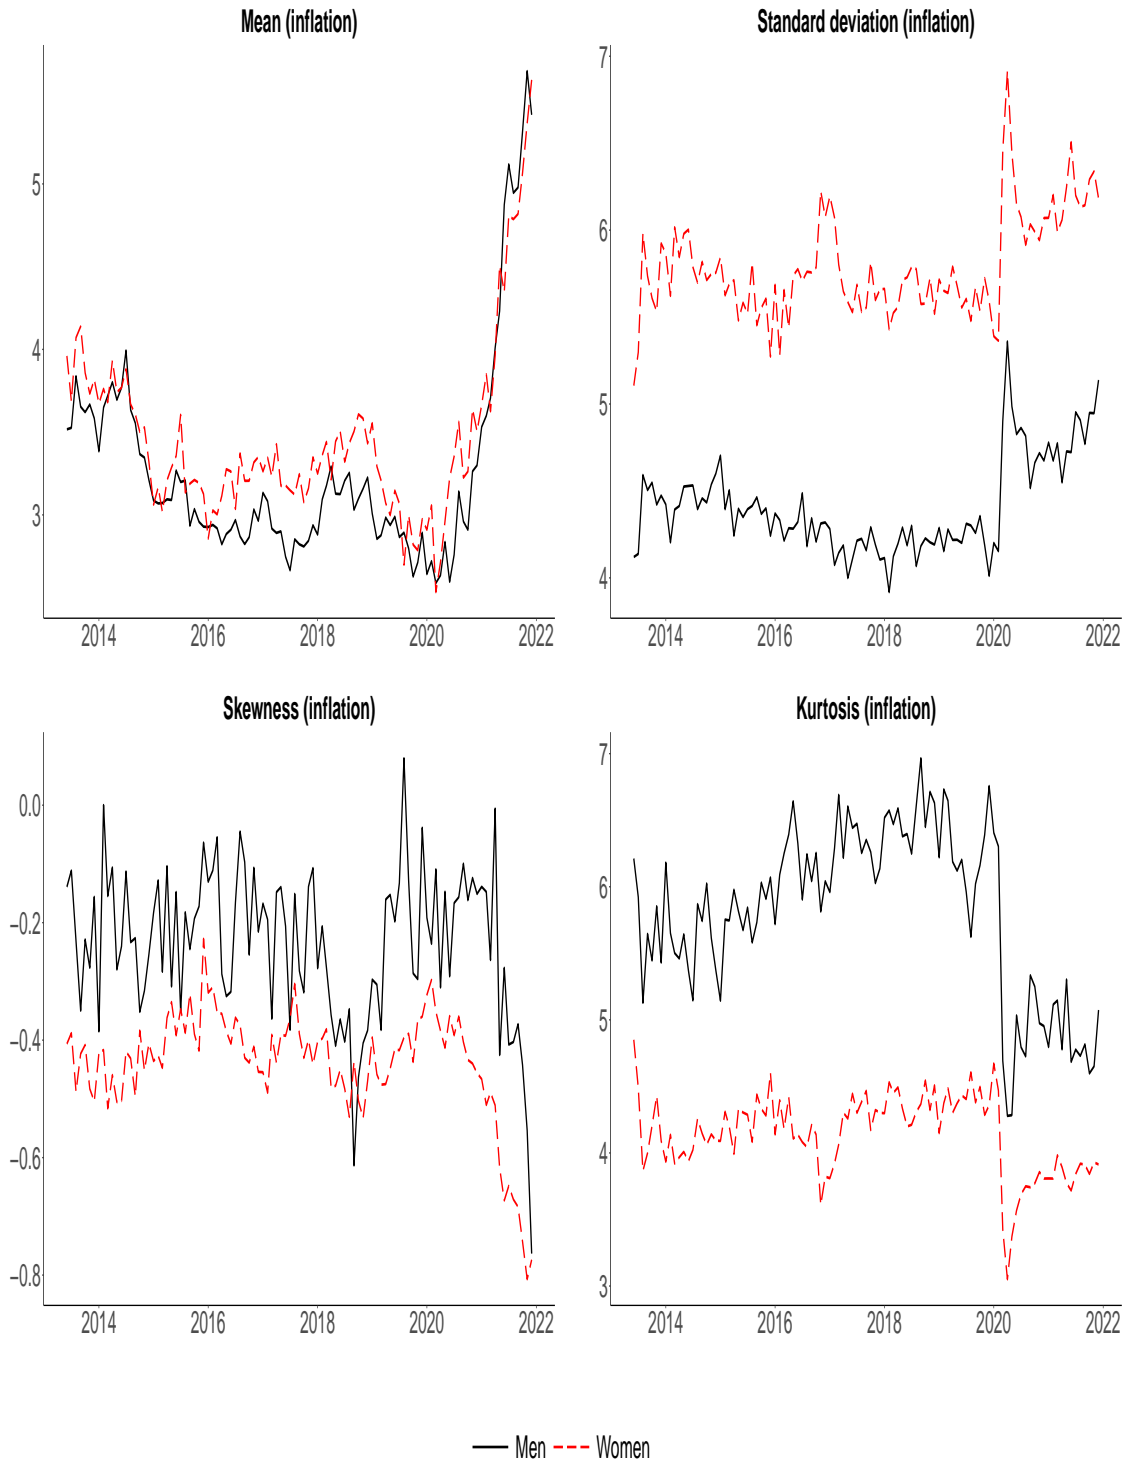 Mean (inflation)
Standard deviation (inflation)
5
4
3
2014 2016 2018 2020 2022
7
6
5
4
2014 2016 2018 2020 2022
Skewness (inflation)
Kurtosis (inflation)
0.0
−0.2
−0.4
−0.6
−0.8
2014 2016 2018 2020 2022
7
6
5
4
3
2014 2016 2018 2020 2022
Men Women